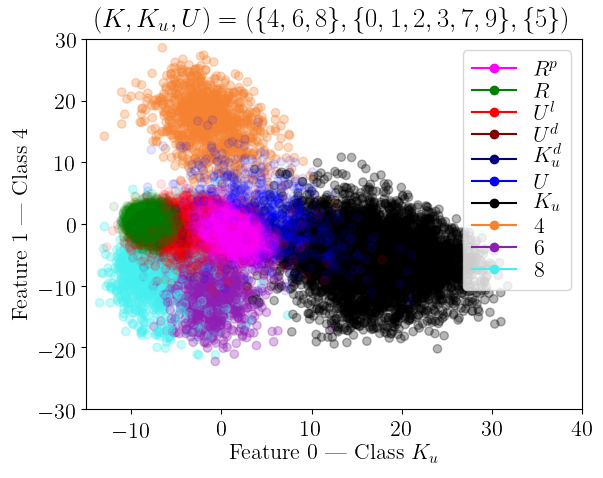 (K, K_u, U) = ({4, 6, 8}, {0, 1, 2, 3, 7, 9}, {5})
30
20
10
0
−10
−20
−30
Feature 1 — Class 4
R^p
R
U^l
U^d
K_u^d
U
K_u
4
6
8
−10 0 10 20 30 40
Feature 0 — Class K_u